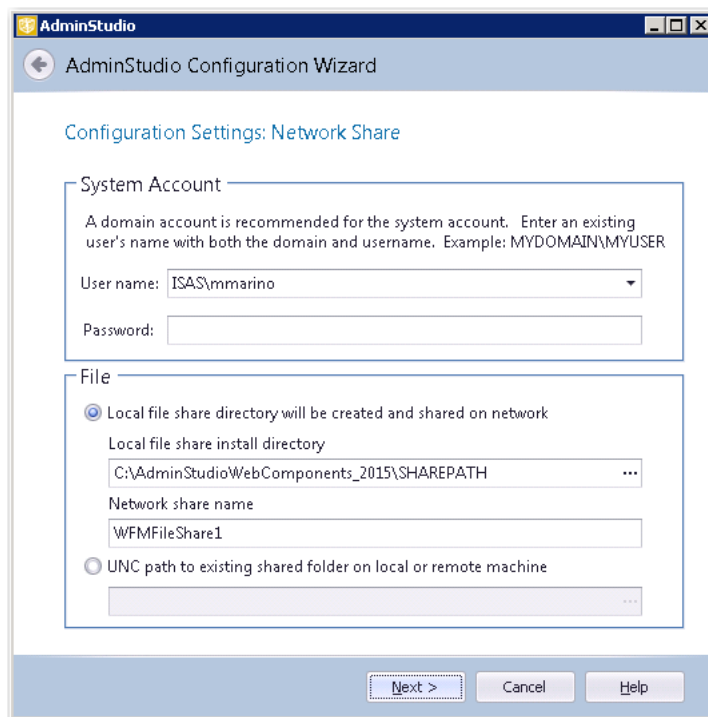 AdminStudio
AdminStudio Configuration Wizard
Configuration Settings: Network Share
System Account
A domain account is recommended for the system account. Enter an existing
user's name with both the domain and username. Example: MYDOMAIN\MYUSER
User name: ISAS\mmarino
Password:
File
Local file share directory will be created and shared on network
Local file share install directory
C:\AdminStudioWebComponents_2015\SHAREPATH ...
Network share name
WFMFileShare1
UNC path to existing shared folder on local or remote machine
...
Next > Cancel Help